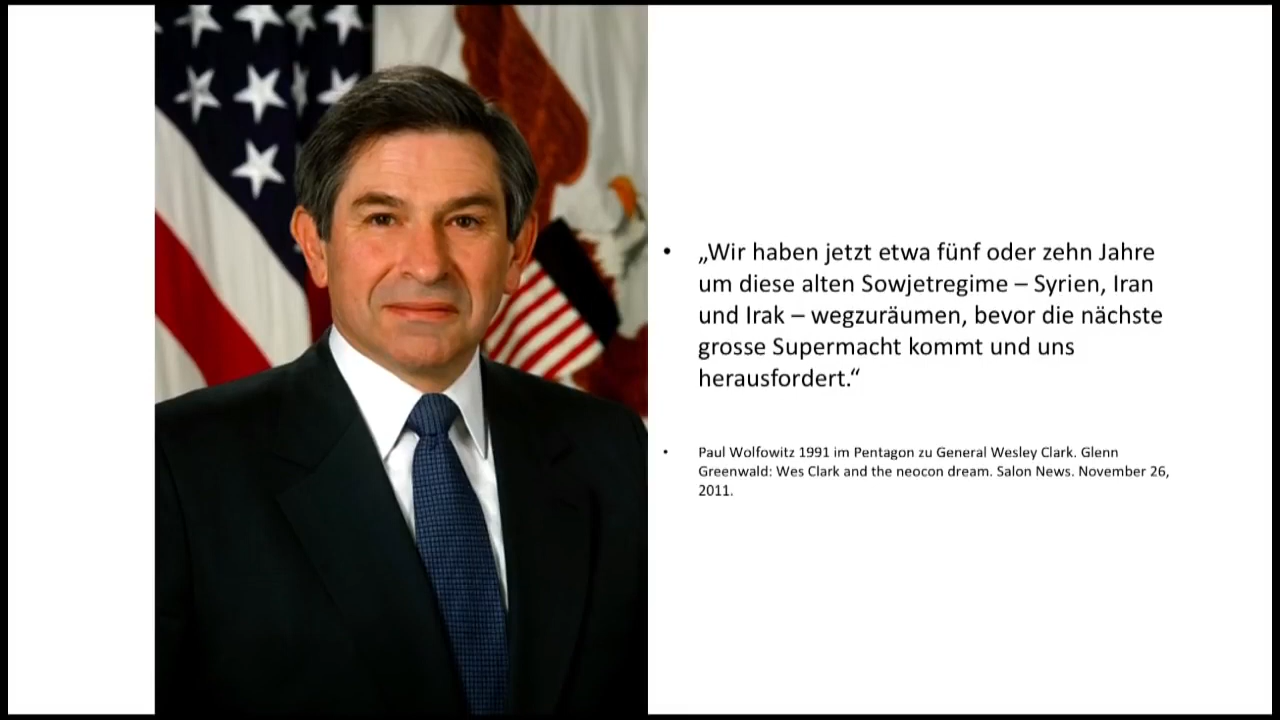 • „Wir haben jetzt etwa fünf oder zehn Jahre
um diese alten Sowjetregime – Syrien, Iran
und Irak – wegzuräumen, bevor die nächste
grosse Supermacht kommt und uns
herausfordert.“
• Paul Wolfowitz 1991 im Pentagon zu General Wesley Clark. Glenn
Greenwald: Wes Clark and the neocon dream. Salon News. November 26,
2011.